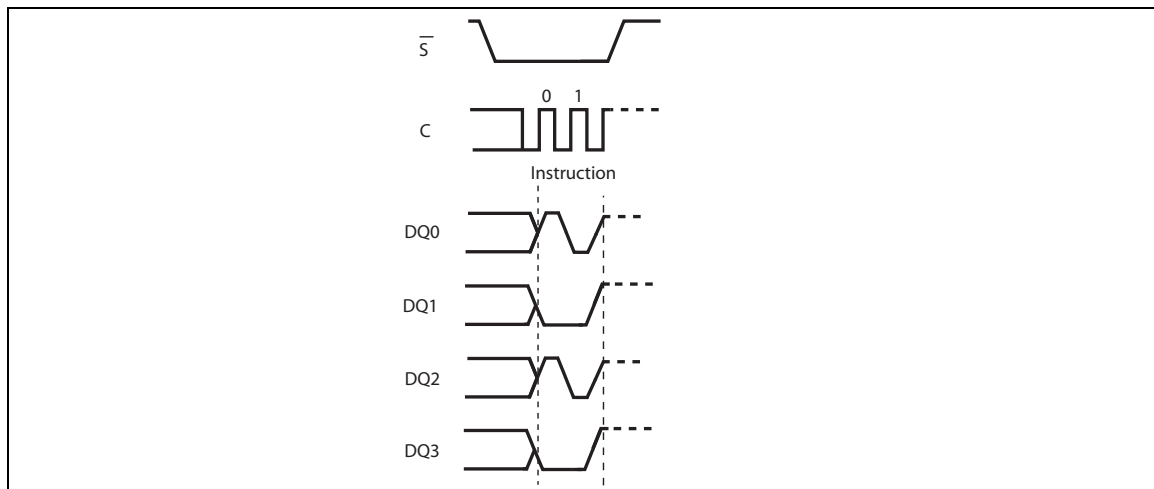 S̅
0 1
C
Instruction
DQ0
DQ1
DQ2
DQ3